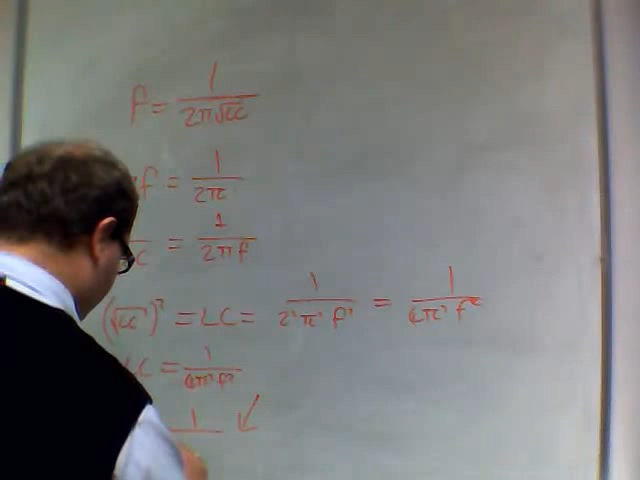 f = 1/(2π√LC)
f = 1/(2π)
C = 1/(2πf)
(√LC)² = LC = 1/(2²π²f²) = 1/(4π²f²)
LC = 1/(4π²f²)
1 ↙